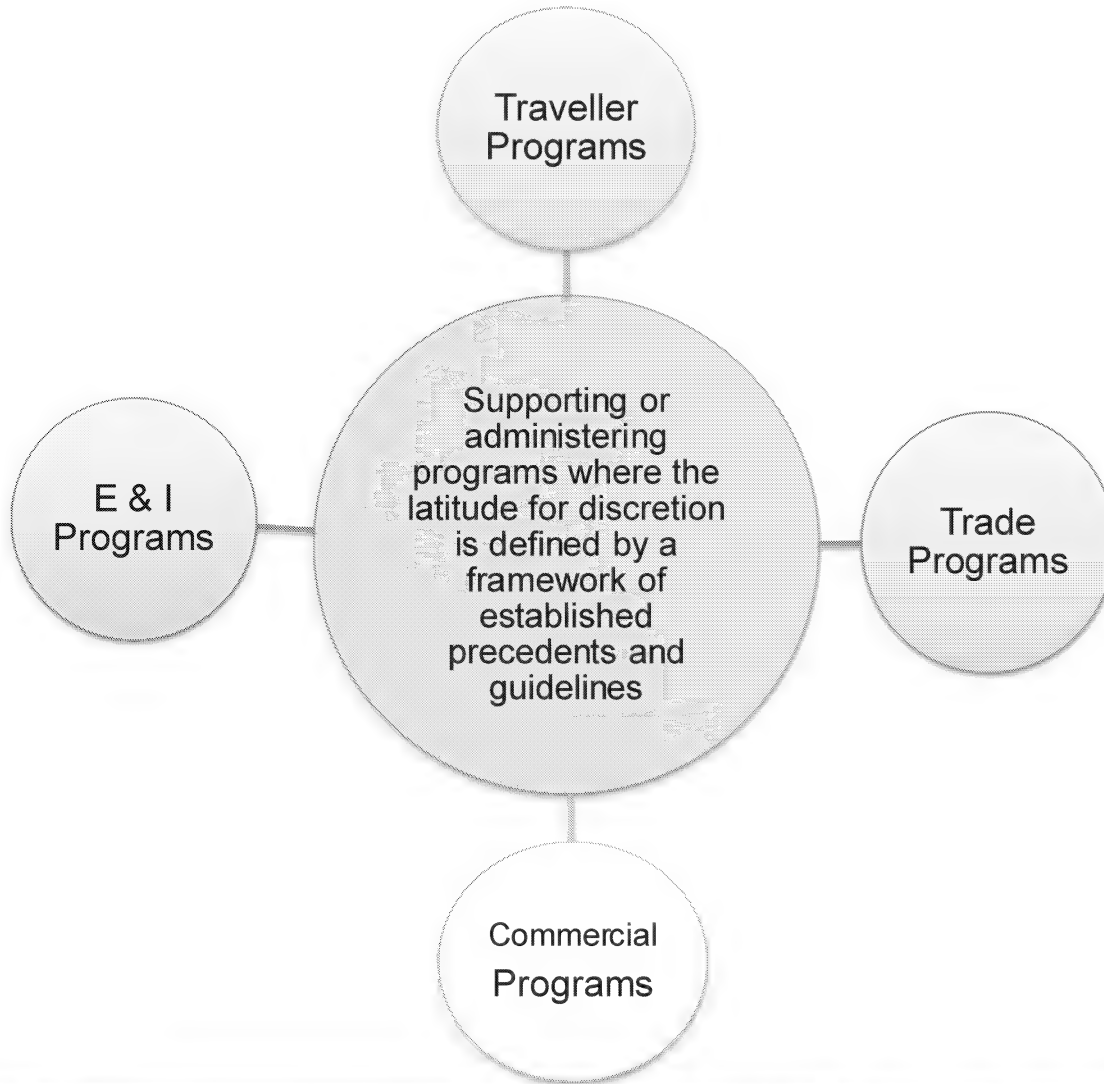 Traveller
Programs
Supporting or
administering
programs where the
latitude for discretion
is defined by a
framework of
established
precedents and
guidelines
E & I
Programs
Trade
Programs
Commercial
Programs